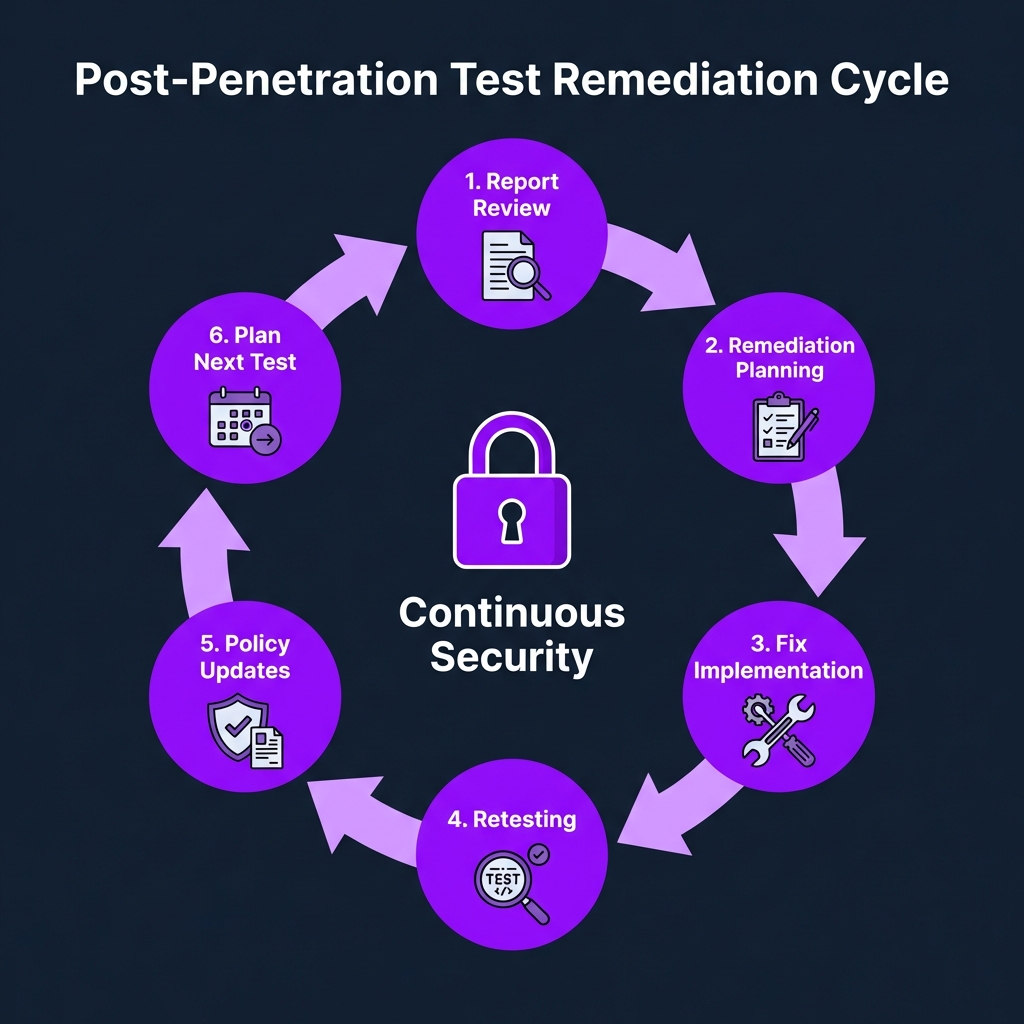 Post-Penetration Test Remediation Cycle
1. Report
Review
2. Remediation
Planning
3. Fix
Implementation
4. Retesting
TEST
</>
5. Policy
Updates
6. Plan
Next Test
Continuous
Security